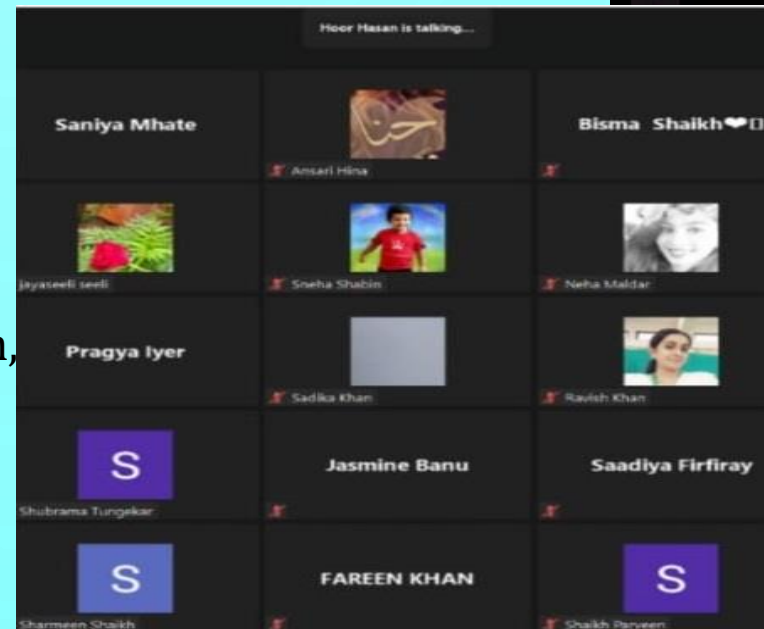 Hoor Hasan is talking...
Saniya Mhate
حنا
Ansari Hina
Bisma Shaikh❤
jayaseeli seeli
Sneha Shabin
Neha Maldar
n,
Pragya Iyer
Sadika Khan
Ravish Khan
S
Shubrama Tungekar
Jasmine Banu
Saadiya Firfiray
S
Sharmeen Shaikh
FAREEN KHAN
S
Shaikh Parveen